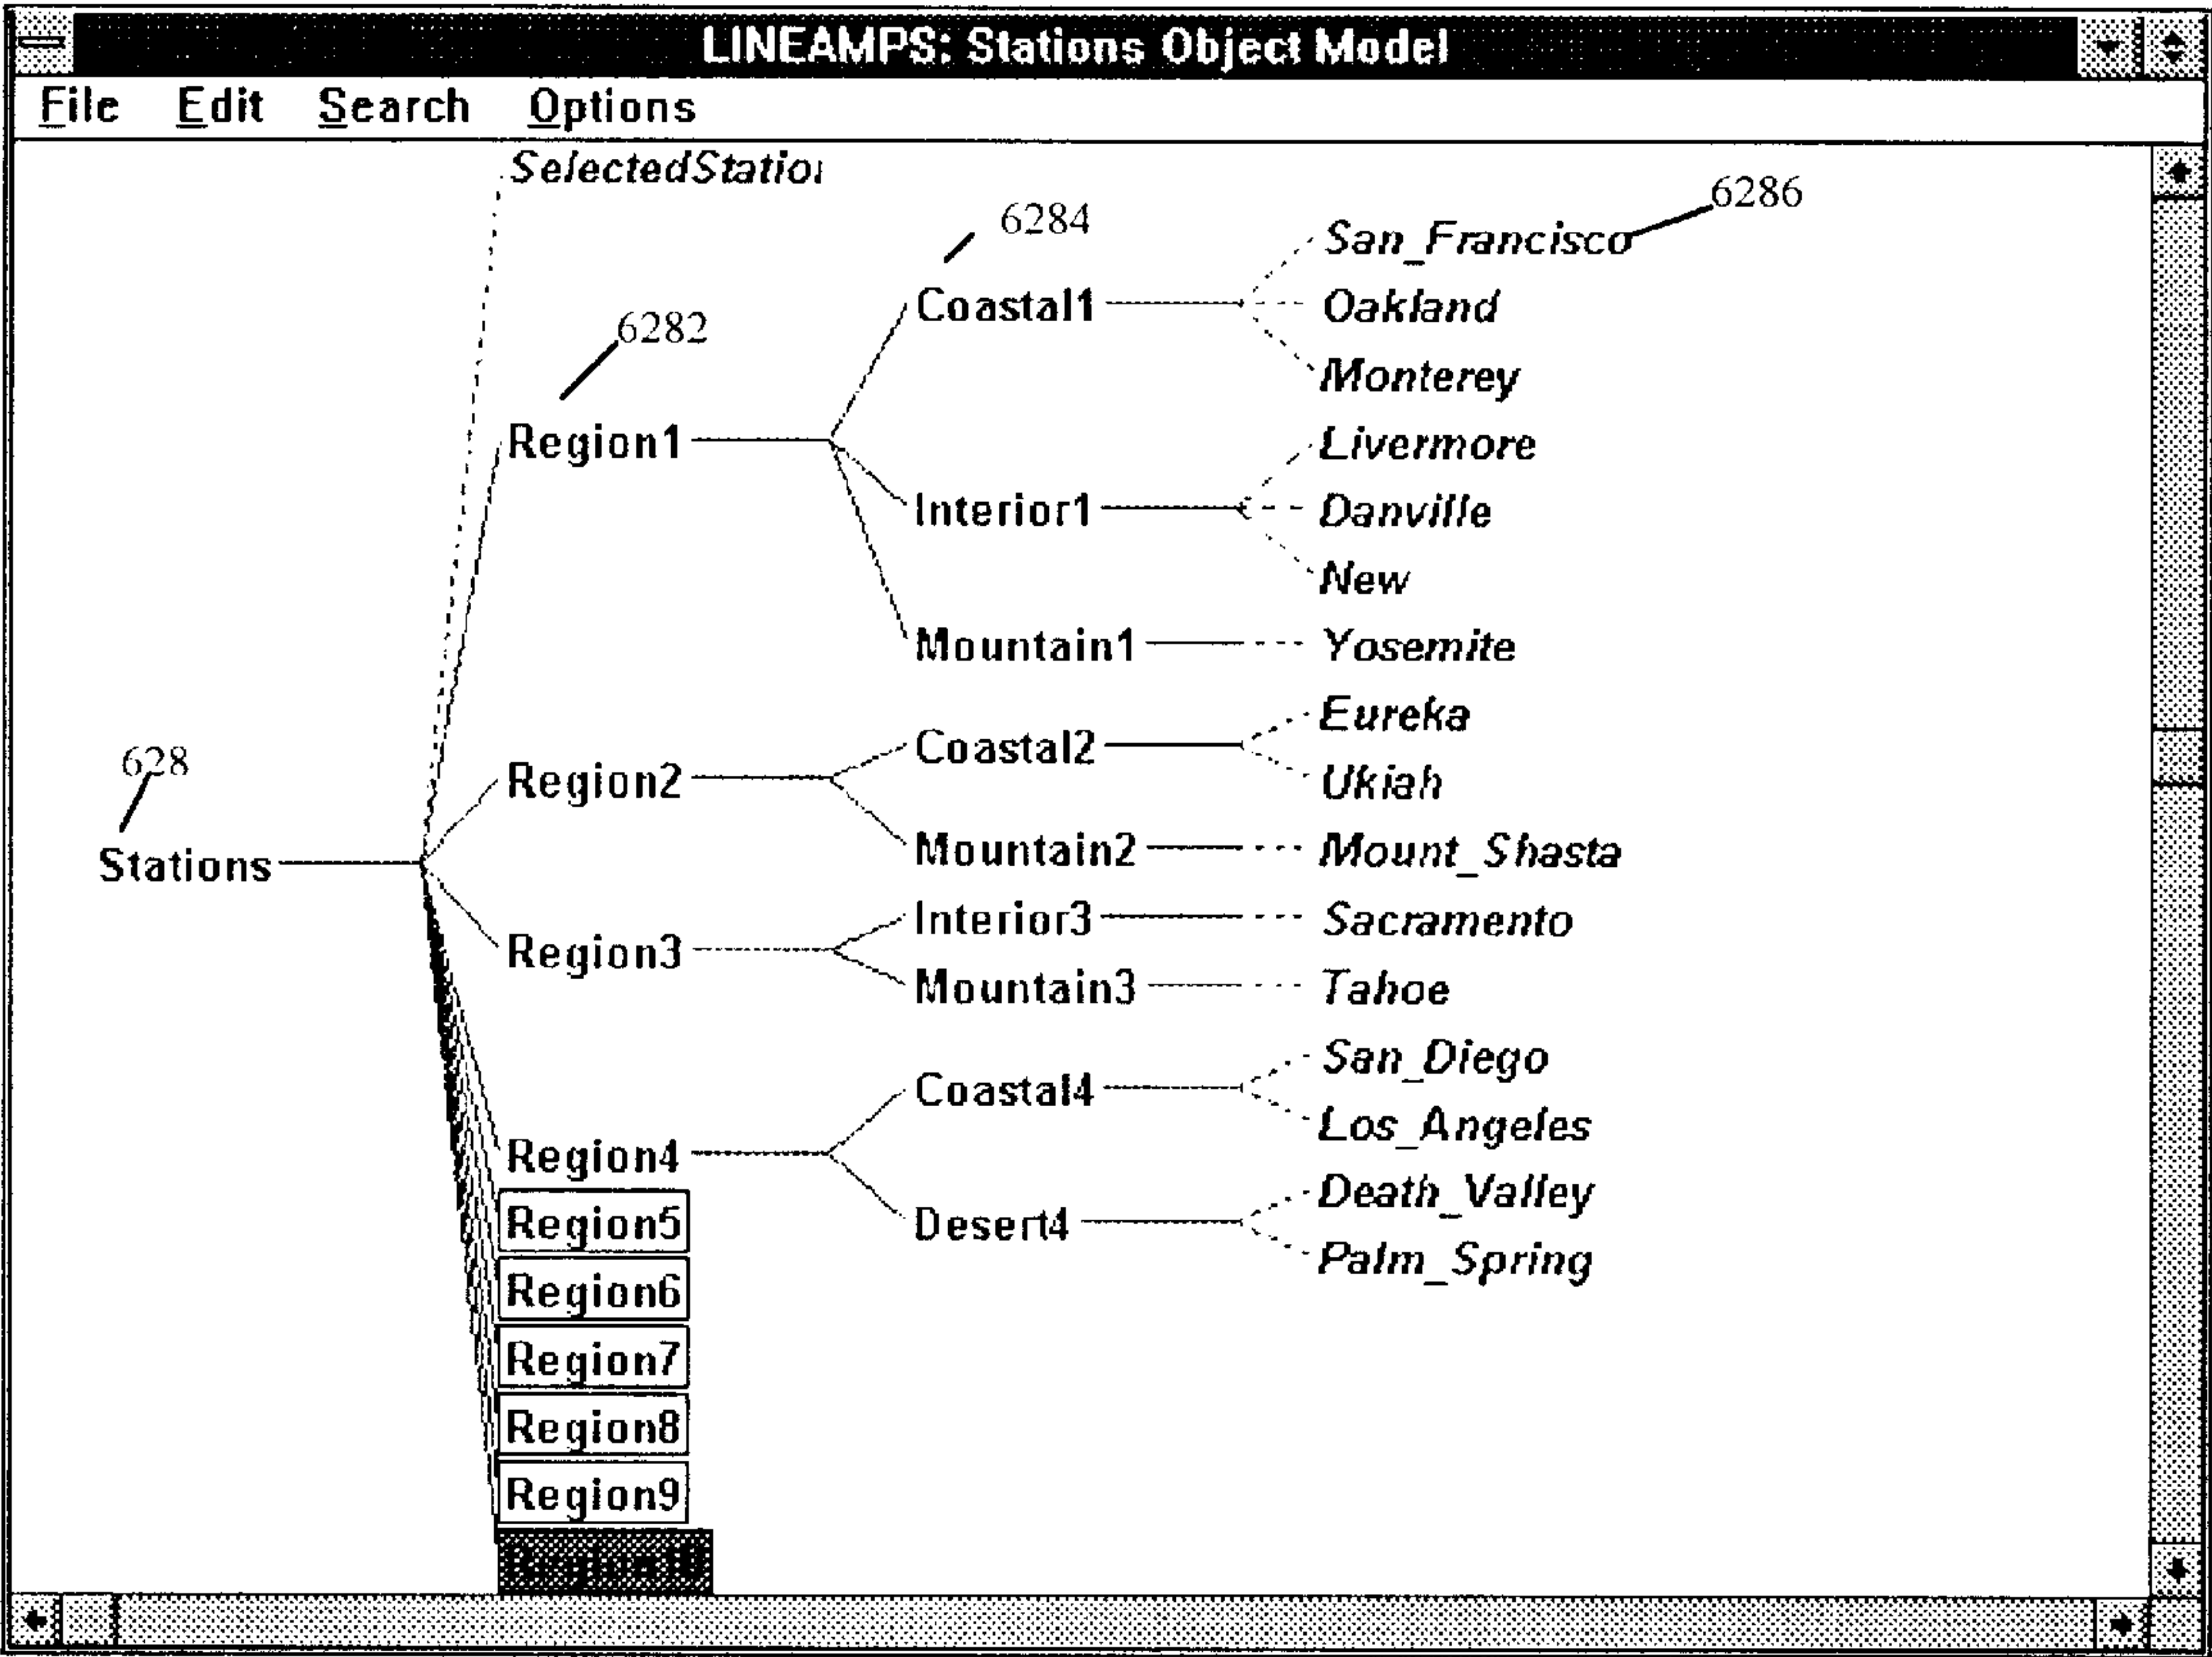 LINEAMPS: Stations Object Model
File Edit Search Options
SelectedStation
6286
6284
San_Francisco
Coastal1
Oakland
6282
Monterey
Region1
Livermore
Interior1
Danville
New
Mountain1
Yosemite
Eureka
Coastal2
628
Region2
Ukiah
Mountain2
Mount_Shasta
Stations
Interior3
Sacramento
Region3
Mountain3
Tahoe
San_Diego
Coastal4
Los_Angeles
Region4
Death_Valley
Region5
Desert4
Palm_Spring
Region6
Region7
Region8
Region9
Region10